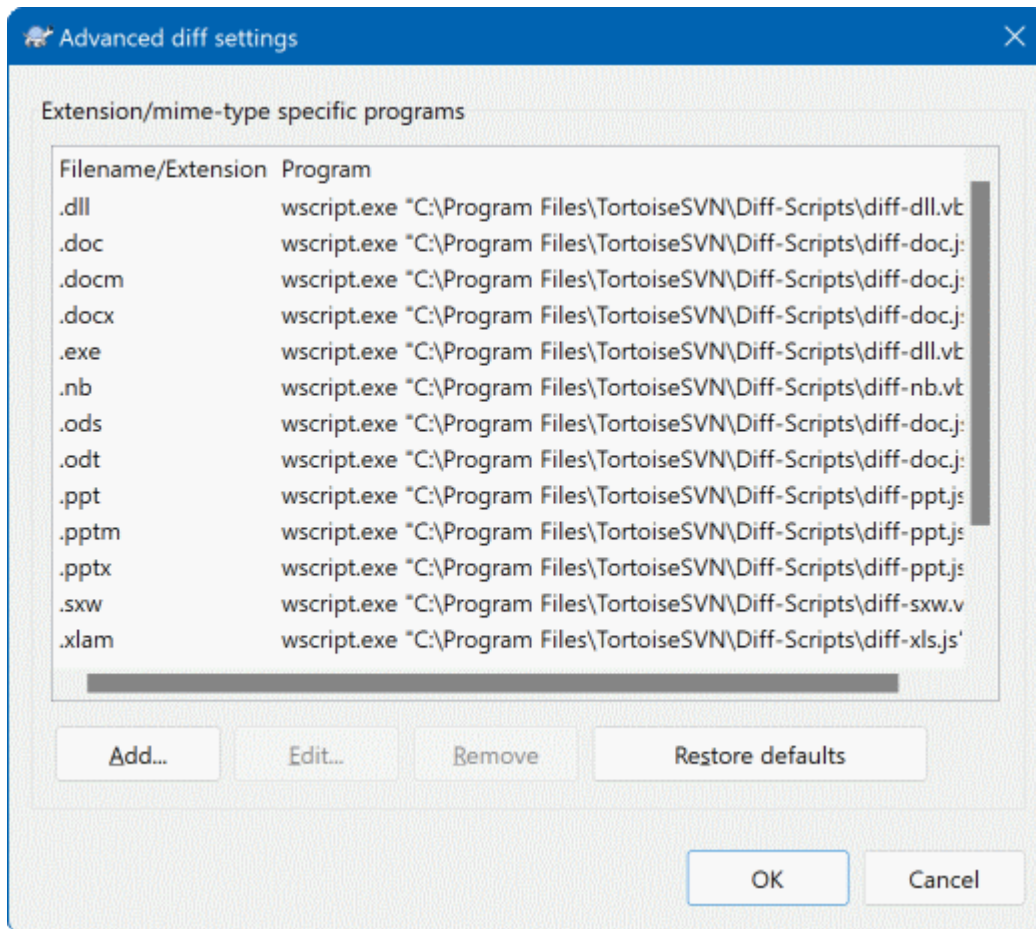 Advanced diff settings
Extension/mime-type specific programs
Filename/Extension Program
.dll wscript.exe "C:\Program Files\TortoiseSVN\Diff-Scripts\diff-dll.vb
.doc wscript.exe "C:\Program Files\TortoiseSVN\Diff-Scripts\diff-doc.js
.docm wscript.exe "C:\Program Files\TortoiseSVN\Diff-Scripts\diff-doc.js
.docx wscript.exe "C:\Program Files\TortoiseSVN\Diff-Scripts\diff-doc.js
.exe wscript.exe "C:\Program Files\TortoiseSVN\Diff-Scripts\diff-dll.vb
.nb wscript.exe "C:\Program Files\TortoiseSVN\Diff-Scripts\diff-nb.vb
.ods wscript.exe "C:\Program Files\TortoiseSVN\Diff-Scripts\diff-doc.js
.odt wscript.exe "C:\Program Files\TortoiseSVN\Diff-Scripts\diff-doc.js
.ppt wscript.exe "C:\Program Files\TortoiseSVN\Diff-Scripts\diff-ppt.js
.pptm wscript.exe "C:\Program Files\TortoiseSVN\Diff-Scripts\diff-ppt.js
.pptx wscript.exe "C:\Program Files\TortoiseSVN\Diff-Scripts\diff-ppt.js
.sxw wscript.exe "C:\Program Files\TortoiseSVN\Diff-Scripts\diff-sxw.v
.xlam wscript.exe "C:\Program Files\TortoiseSVN\Diff-Scripts\diff-xls.js"
Add... Edit... Remove Restore defaults
OK Cancel